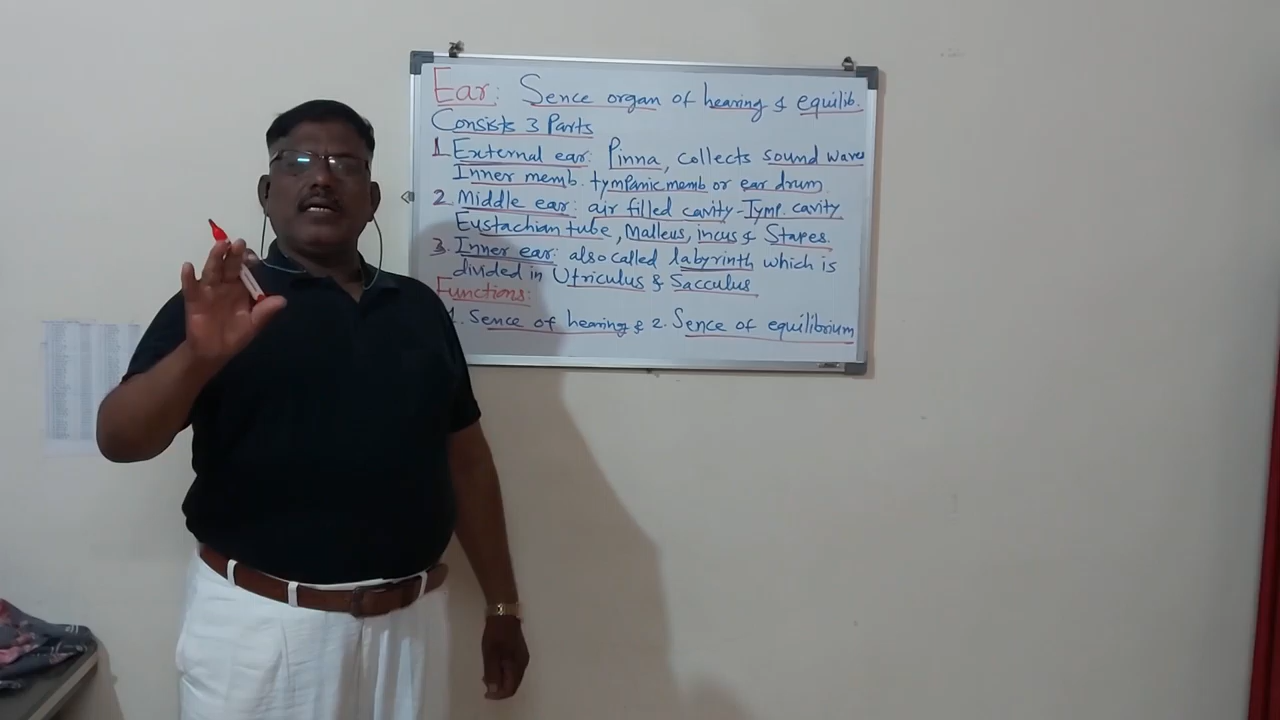 Ear: Sence organ of hearing & equilib.
Consists 3 Parts
1. External ear: Pinna, collects sound waves
Inner memb. tympanic memb or ear drum.
2. Middle ear: air filled cavity - Tymp. cavity
Eustachian tube, Malleus, incus & Stapes.
3. Inner ear: also called labyrinth which is
divided in Utriculus & Sacculus
Functions:
1. Sence of hearing & 2. Sence of equilibrium